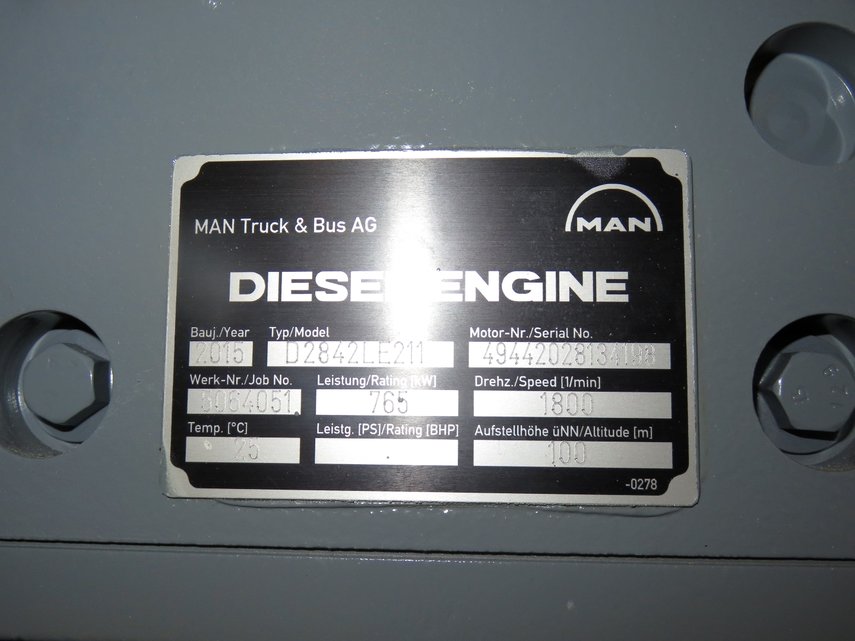 MAN Truck & Bus AG
MAN
DIESEL ENGINE
Bauj./Year Typ/Model Motor-Nr./Serial No.
2015 D2842LE211 49442028134198
Werk-Nr./Job No. Leistung/Rating [kW] Drehz./Speed [1/min]
5064051 765 1800
Temp. [°C] Leistg. [PS]/Rating [BHP] Aufstellhöhe üNN/Altitude [m]
25 100
-0278